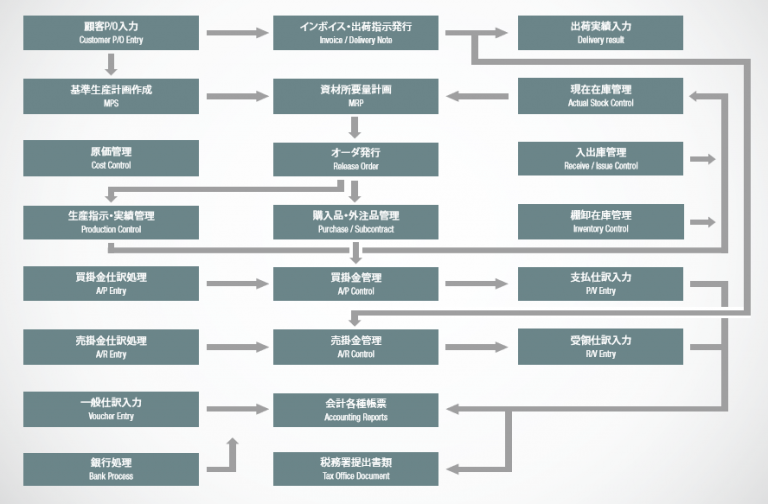 顧客P/O入力
Customer P/O Entry
インボイス・出荷指示発行
Invoice / Delivery Note
出荷実績入力
Delivery result
基準生産計画作成
MPS
資材所要量計画
MRP
現在在庫管理
Actual Stock Control
原価管理
Cost Control
オーダ発行
Release Order
入出庫管理
Receive / Issue Control
生産指示・実績管理
Production Control
購入品・外注品管理
Purchase / Subcontract
棚卸在庫管理
Inventory Control
買掛金仕訳処理
A/P Entry
買掛金管理
A/P Control
支払仕訳入力
P/V Entry
売掛金仕訳処理
A/R Entry
売掛金管理
A/R Control
受領仕訳入力
R/V Entry
一般仕訳入力
Voucher Entry
会計各種帳票
Accounting Reports
銀行処理
Bank Process
税務署提出書類
Tax Office Document